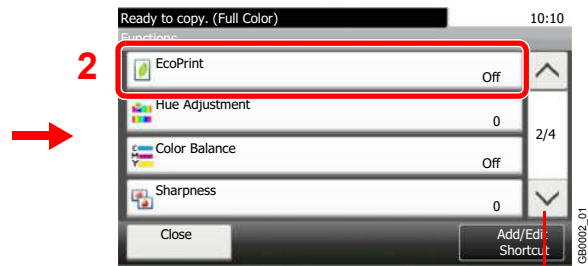 Ready to copy. (Full Color)
10:10
Functions
2
EcoPrint
Off
Hue Adjustment
0
2/4
C
M
Y
Color Balance
Off
Sharpness
0
Close
Add/Edit
Shortcut
GB0002_01